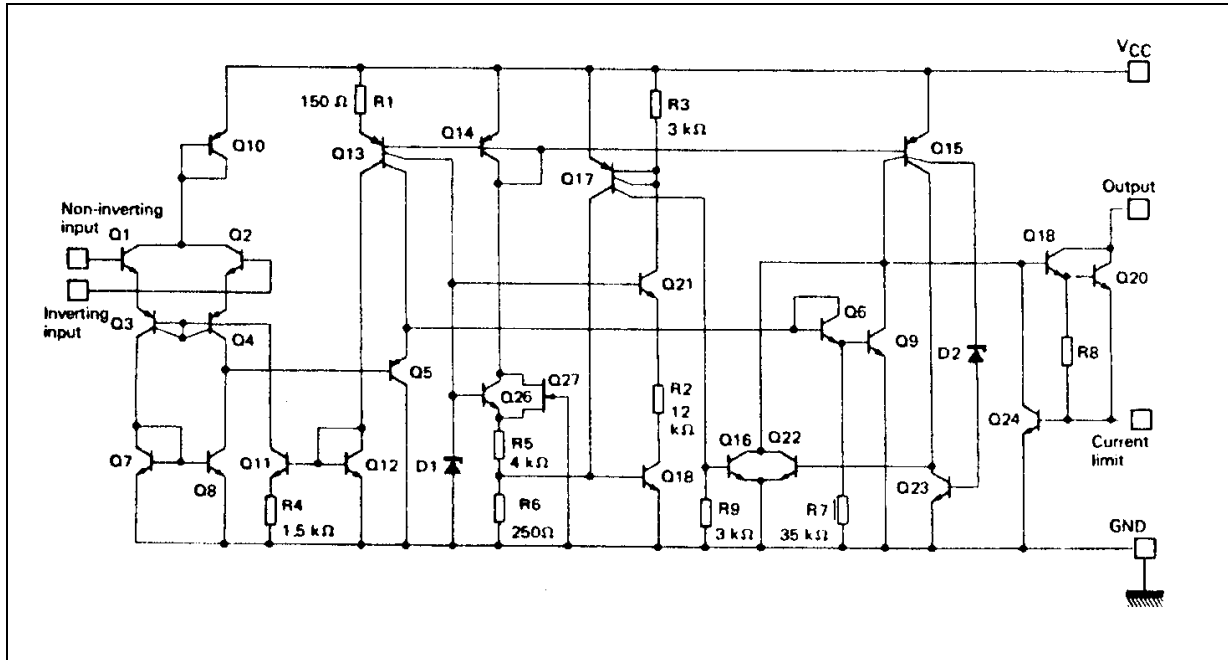 VCC
150 Ω
R1
R3
3 kΩ
Q10
Q13
Q14
Q17
Q15
Output
Non-inverting
input
Q1
Q2
Q18
Q20
Q21
Inverting
input
Q3
Q4
Q6
Q9
D2
R8
Q5
Q26
Q27
R2
12
kΩ
Q24
Current
limit
Q7
Q8
Q11
Q12
D1
R5
4 kΩ
Q18
Q16
Q22
Q23
R4
1.5 kΩ
R6
250Ω
R9
3 kΩ
R7
35 kΩ
GND